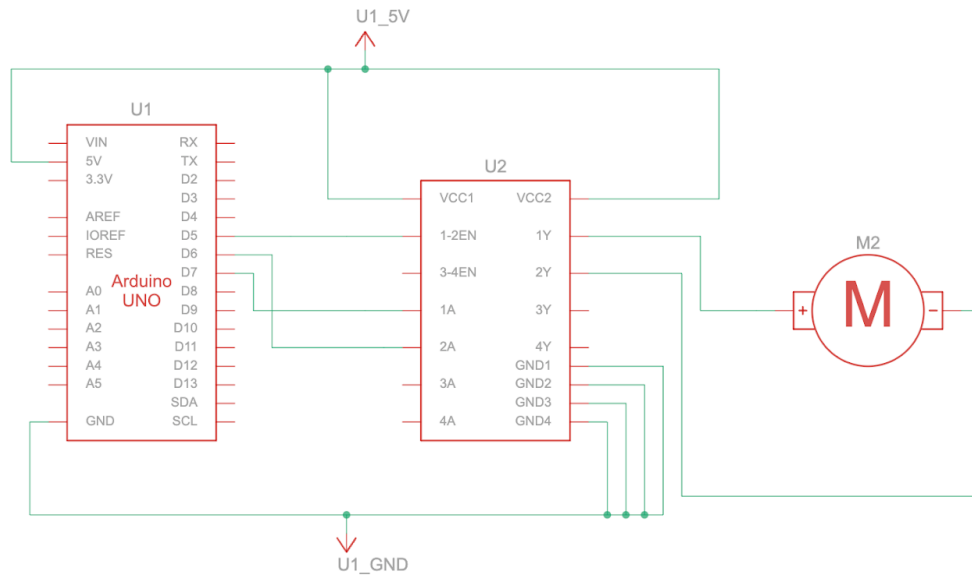 U1_5V
U1
VIN RX
5V TX
3.3V D2
D3
AREF D4
IOREF D5
RES D6
D7
Arduino
UNO
A0 D8
A1 D9
A2 D10
A3 D11
A4 D12
A5 D13
SDA
GND SCL
U2
VCC1 VCC2
1-2EN 1Y
3-4EN 2Y
1A 3Y
2A 4Y
GND1
3A GND2
GND3
4A GND4
M2
+ M -
U1_GND